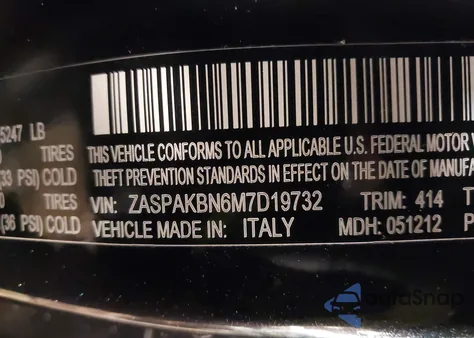 5247 LB
TIRES
(33 PSI) COLD
TIRES
(36 PSI) COLD
THIS VEHICLE CONFORMS TO ALL APPLICABLE U.S. FEDERAL MOTOR
THEFT PREVENTION STANDARDS IN EFFECT ON THE DATE OF MANUFA
VIN: ZASPAKBN6M7D19732 TRIM: 414
VEHICLE MADE IN: ITALY MDH: 051212 P
AutoSnap